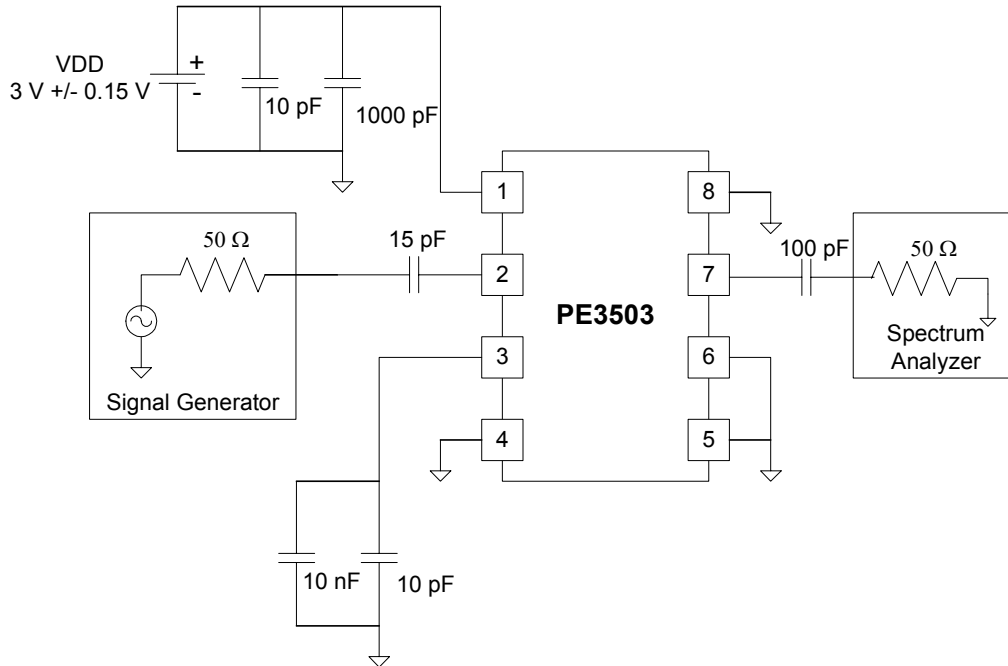 VDD
3 V +/- 0.15 V
+
-
10 pF
1000 pF
1
8
50 Ω
15 pF
2
7
100 pF
50 Ω
PE3503
Signal Generator
3
6
Spectrum
Analyzer
4
5
10 nF
10 pF